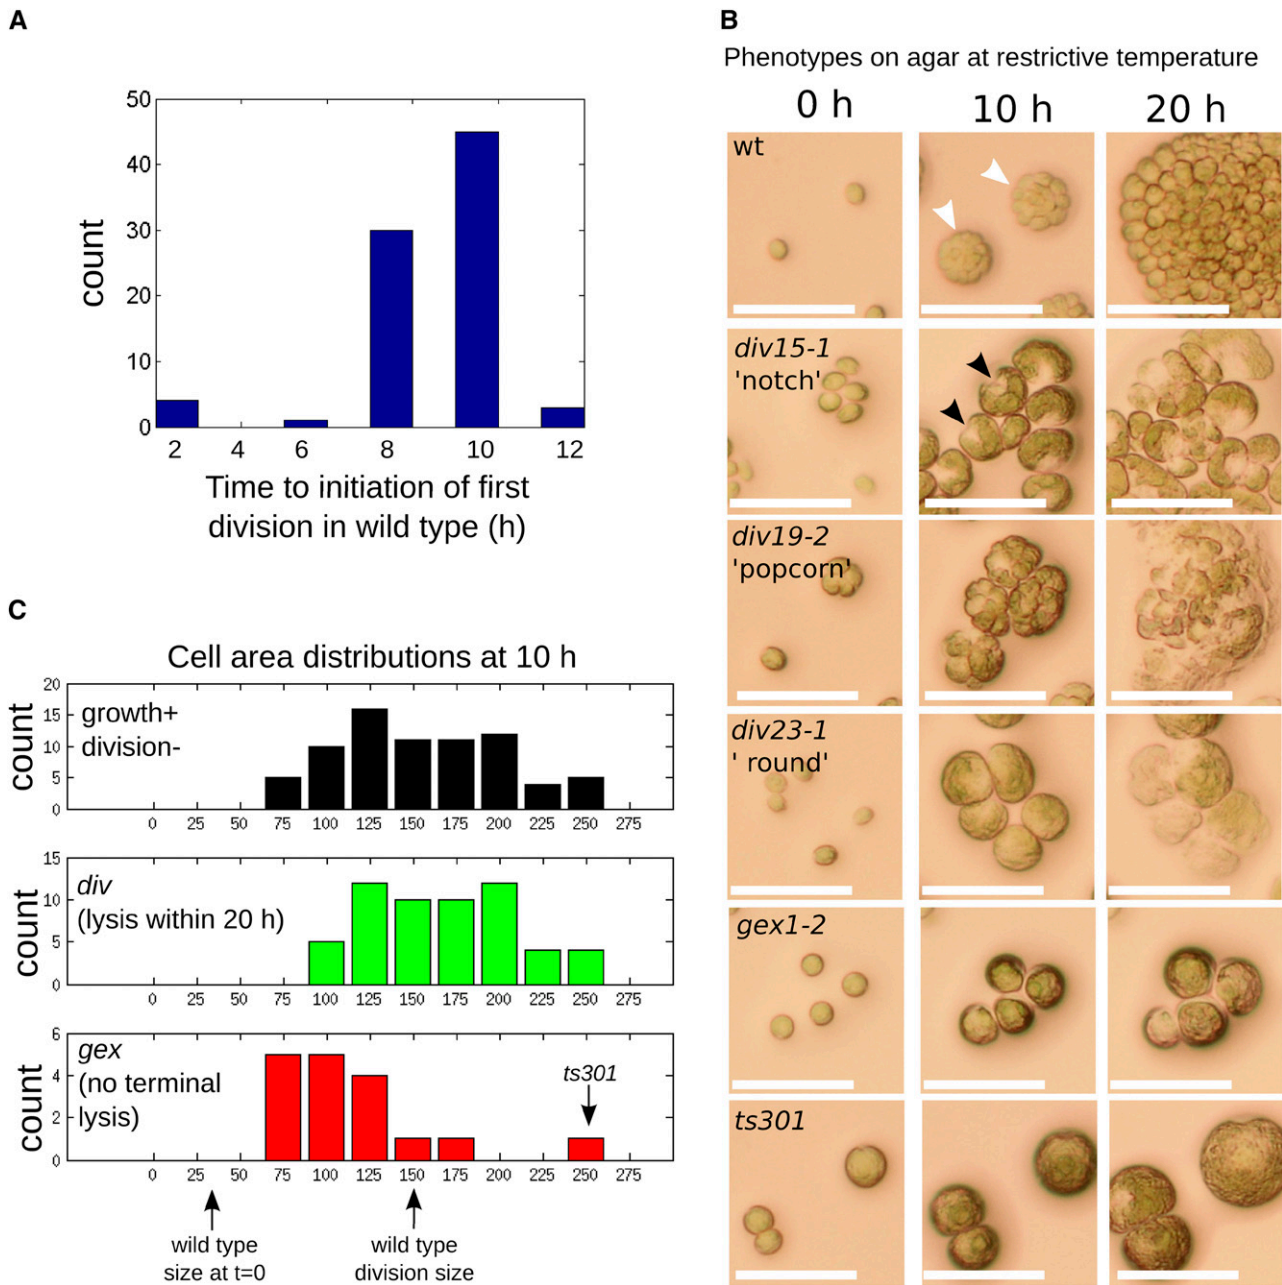 A
50
40
30
20
10
0
count
2 4 6 8 10 12
Time to initiation of first
division in wild type (h)
B
Phenotypes on agar at restrictive temperature
0 h 10 h 20 h
wt
div15-1
'notch'
div19-2
'popcorn'
div23-1
' round'
gex1-2
ts301
C
Cell area distributions at 10 h
20
15
10
5
0
count
growth+
division-
0 25 50 75 100 125 150 175 200 225 250 275
15
10
5
0
count
div
(lysis within 20 h)
0 25 50 75 100 125 150 175 200 225 250 275
6
4
2
0
count
gex
(no terminal
lysis)
ts301
0 25 50 75 100 125 150 175 200 225 250 275
wild type
size at t=0
wild type
division size